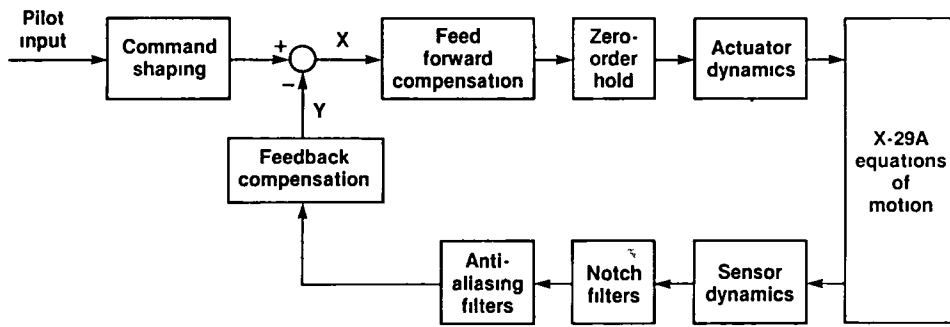 Pilot
input
Command
shaping
+
−
X
Y
Feed
forward
compensation
Zero-
order
hold
Actuator
dynamics
X-29A
equations
of
motion
Feedback
compensation
Anti-
aliasing
filters
Notch
filters
Sensor
dynamics